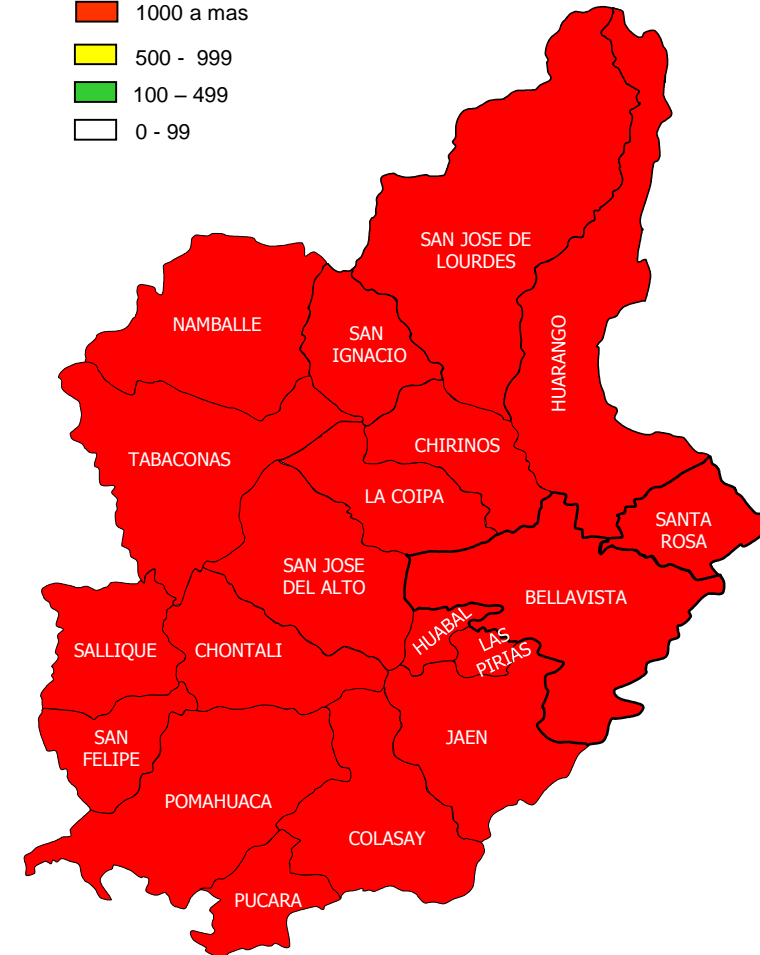 1000 a mas
500 - 999
100 – 499
0 - 99
SAN JOSE DE
LOURDES
NAMBALLE
SAN
IGNACIO
HUARANGO
CHIRINOS
TABACONAS
LA COIPA
SANTA
ROSA
SAN JOSE
DEL ALTO
BELLAVISTA
HUABAL
LAS
PIRIAS
SALLIQUE
CHONTALI
SAN
FELIPE
JAEN
POMAHUACA
COLASAY
PUCARA